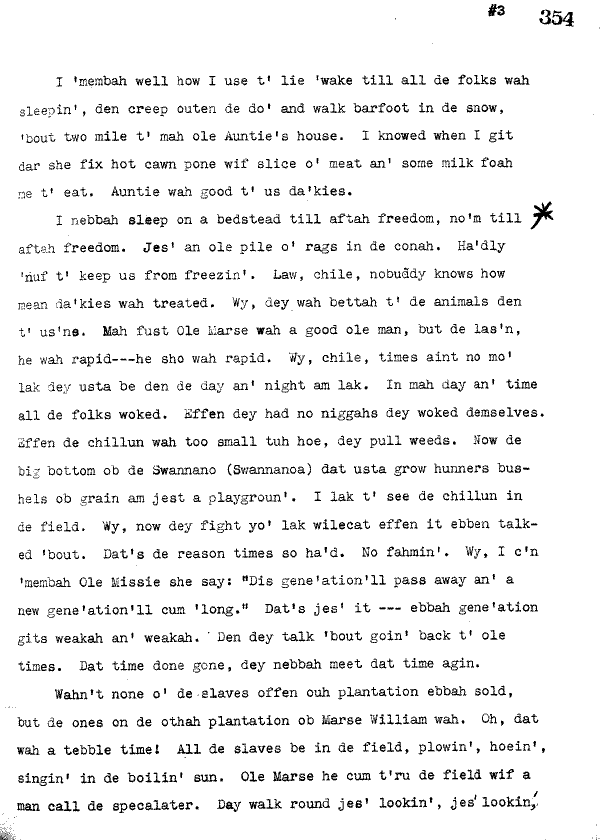 #3 354
I 'membah well how I use t' lie 'wake till all de folks wah
sleepin', den creep outen de do' and walk barfoot in de snow,
'bout two mile t' mah ole Auntie's house. I knowed when I git
dar she fix hot cawn pone wif slice o' meat an' some milk foah
me t' eat. Auntie wah good t' us da'kies.
I nebbah sleep on a bedstead till aftah freedom, no'm till *
aftah freedom. Jes' an ole pile o' rags in de conah. Ha'dly
'nuf t' keep us from freezin'. Law, chile, nobuddy knows how
mean da'kies wah treated. Wy, dey wah bettah t' de animals den
t' us'ns. Mah fust Ole Marse wah a good ole man, but de las'n,
he wah rapid---he sho wah rapid. Wy, chile, times aint no mo'
lak dey usta be den de day an' night am lak. In mah day an' time
all de folks woked. Effen dey had no niggahs dey woked demselves.
Effen de chillun wah too small tuh hoe, dey pull weeds. Now de
big bottom ob de Swannano (Swannanoa) dat usta grow hunners bus-
hels ob grain am jest a playgroun'. I lak t' see de chillun in
de field. Wy, now dey fight yo' lak wilecat effen it ebben talk-
ed 'bout. Dat's de reason times so ha'd. No fahmin'. Wy, I c'n
'membah Ole Missie she say: "Dis gene'ation'll pass away an' a
new gene'ation'll cum 'long." Dat's jes' it --- ebbah gene'ation
gits weakah an' weakah. Den dey talk 'bout goin' back t' ole
times. Dat time done gone, dey nebbah meet dat time agin.
Wahn't none o' de slaves offen ouh plantation ebbah sold,
but de ones on de othah plantation ob Marse William wah. Oh, dat
wah a tebble time! All de slaves be in de field, plowin', hoein',
singin' in de boilin' sun. Ole Marse he cum t'ru de field wif a
man call de specalater. Day walk round jes' lookin', jes' lookin'.